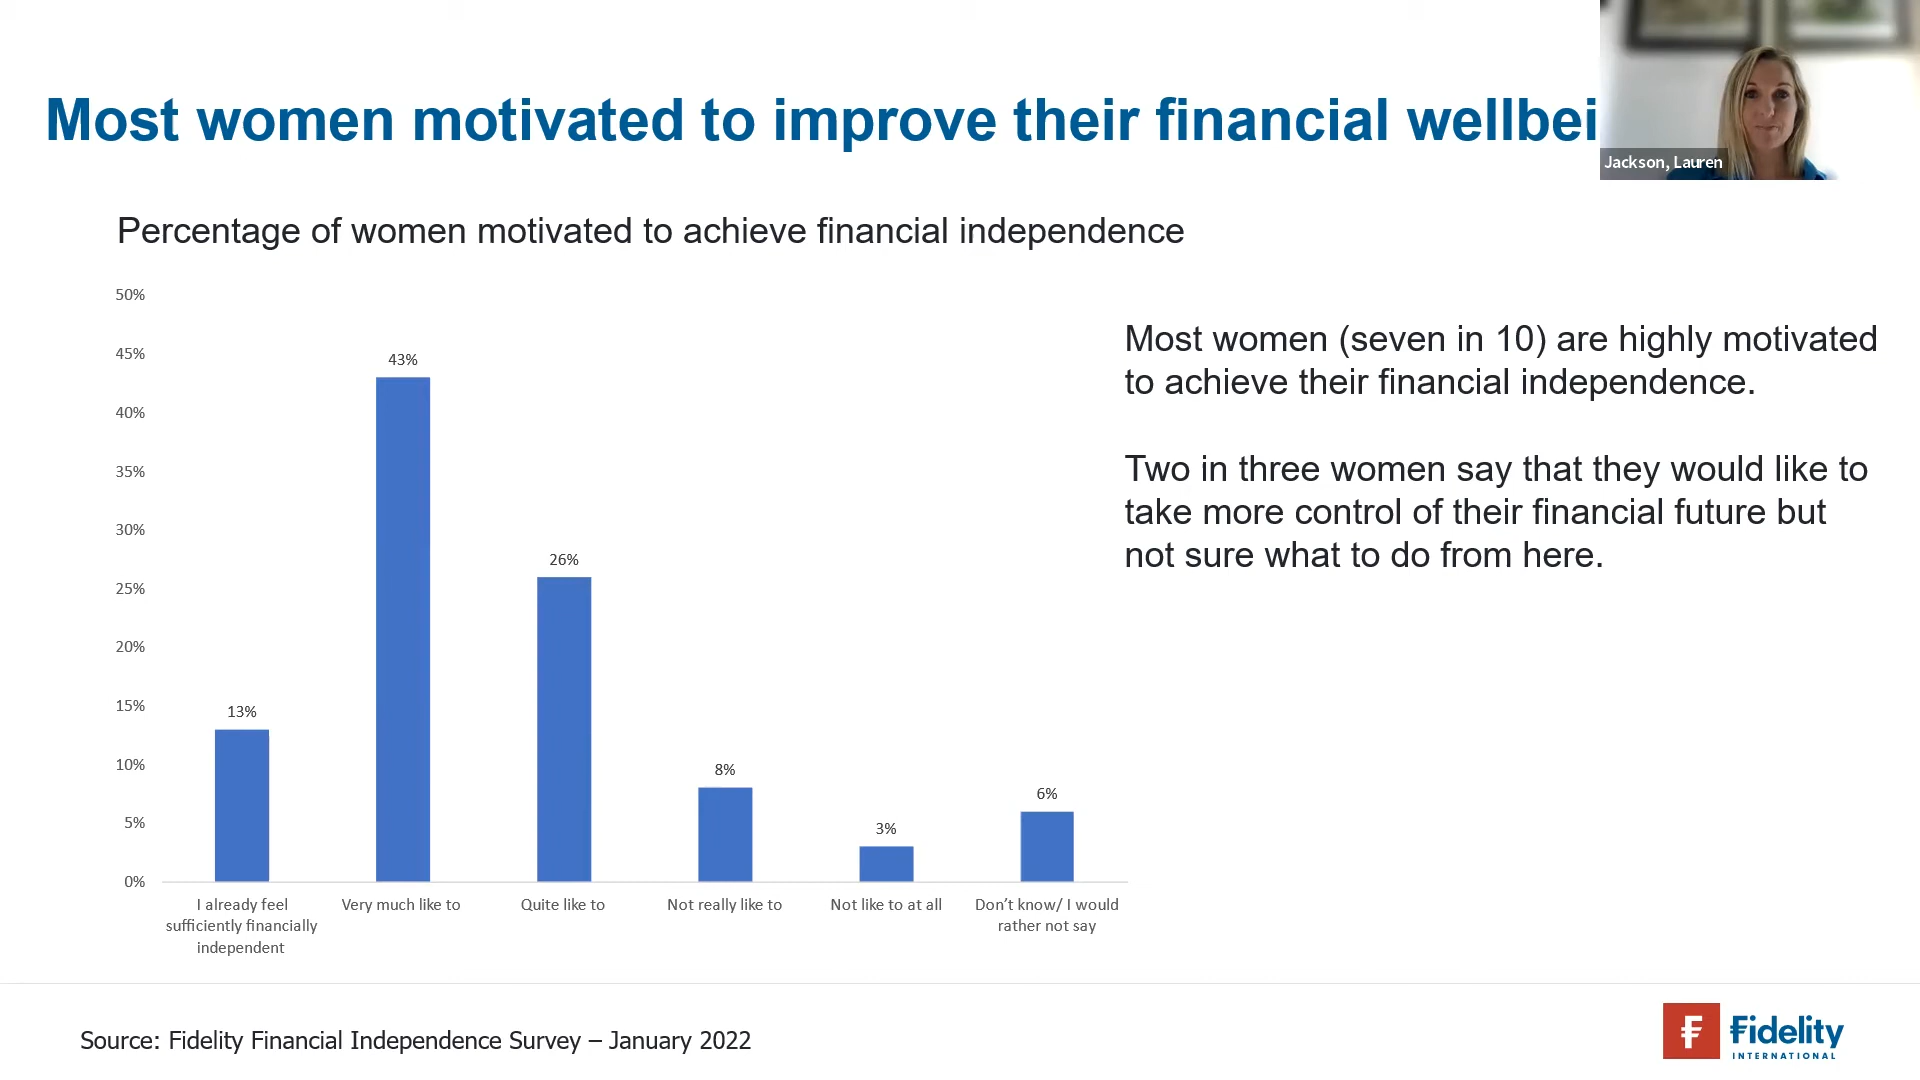 Most women motivated to improve their financial wellbei
Jackson, Lauren
Percentage of women motivated to achieve financial independence
50%
45%
40%
35%
30%
25%
20%
15%
10%
5%
0%
13%
43%
26%
8%
3%
6%
I already feel
sufficiently financially
independent
Very much like to
Quite like to
Not really like to
Not like to at all
Don't know/ I would
rather not say
Most women (seven in 10) are highly motivated
to achieve their financial independence.
Two in three women say that they would like to
take more control of their financial future but
not sure what to do from here.
Source: Fidelity Financial Independence Survey – January 2022
Fidelity
INTERNATIONAL